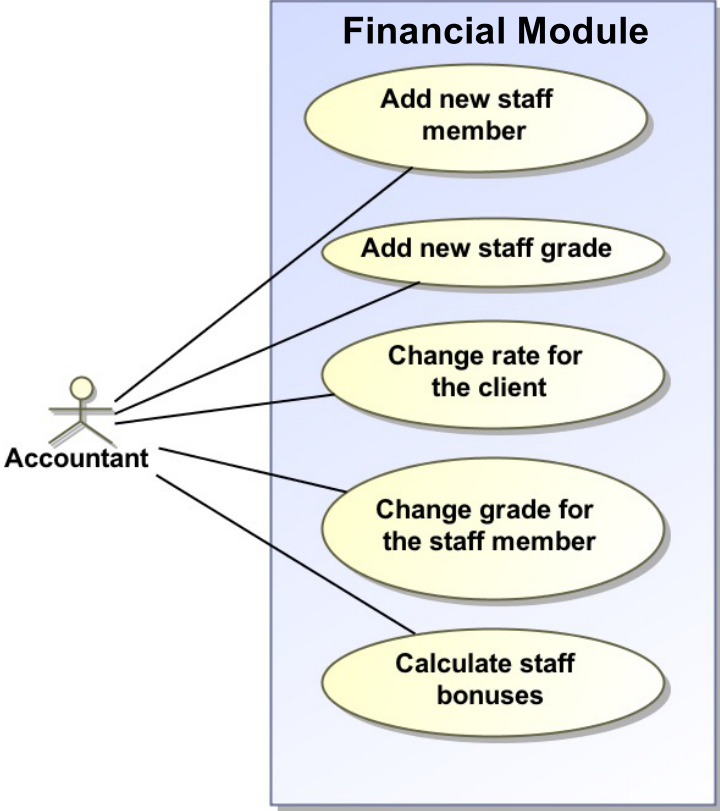 Financial Module
Add new staff
member
Add new staff grade
Change rate for
the client
Accountant
Change grade for
the staff member
Calculate staff
bonuses